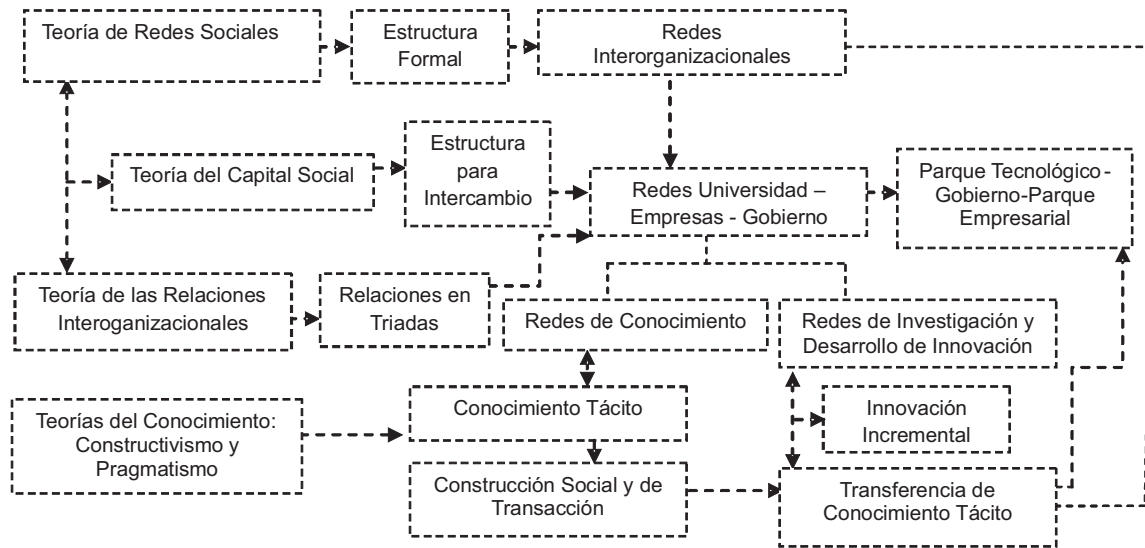 Teoría de Redes Sociales
Estructura
Formal
Redes
Interorganizacionales
Teoría del Capital Social
Estructura
para
Intercambio
Redes Universidad –
Empresas - Gobierno
Parque Tecnológico -
Gobierno-Parque
Empresarial
Teoría de las Relaciones
Interoganizacionales
Relaciones en
Triadas
Redes de Conocimiento
Redes de Investigación y
Desarrollo de Innovación
Teorías del Conocimiento:
Constructivismo y
Pragmatismo
Conocimiento Tácito
Innovación
Incremental
Construcción Social y de
Transacción
Transferencia de
Conocimiento Tácito